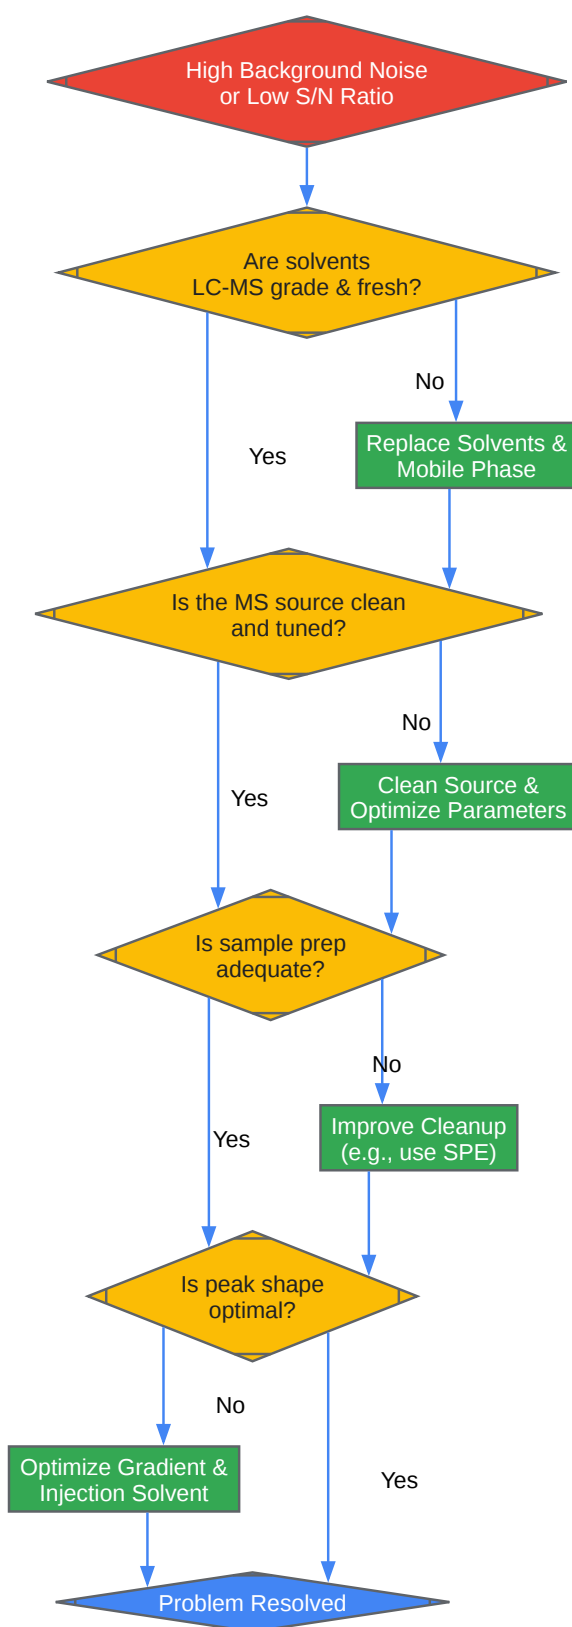 High Background Noise
or Low S/N Ratio
Are solvents
LC-MS grade & fresh?
No
Yes
Replace Solvents &
Mobile Phase
Is the MS source clean
and tuned?
No
Yes
Clean Source &
Optimize Parameters
Is sample prep
adequate?
No
Yes
Improve Cleanup
(e.g., use SPE)
Is peak shape
optimal?
No
Optimize Gradient &
Injection Solvent
Yes
Problem Resolved